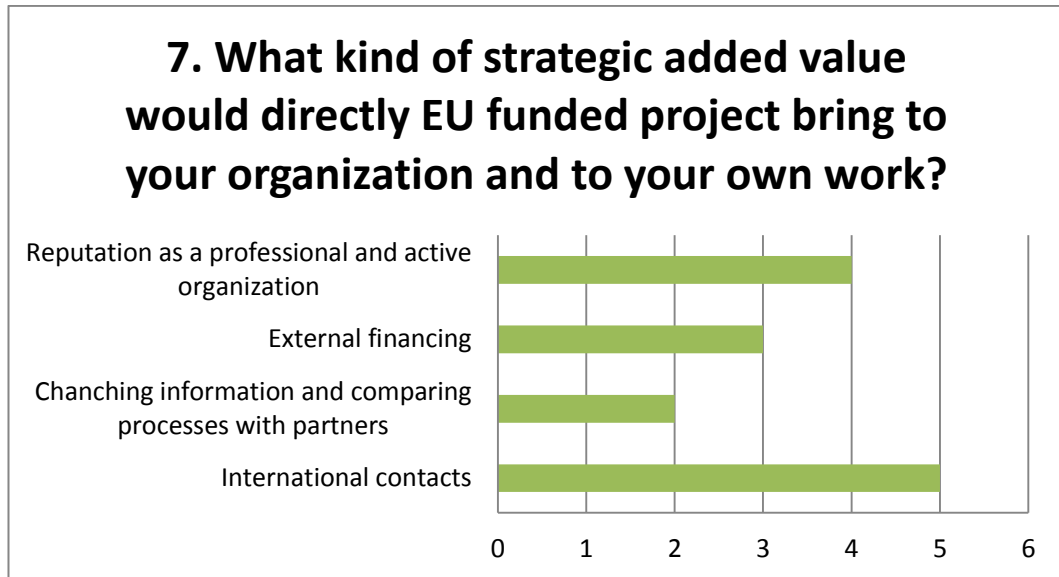 7. What kind of strategic added value
would directly EU funded project bring to
your organization and to your own work?
Reputation as a professional and active
organization
External financing
Chanching information and comparing
processes with partners
International contacts
0 1 2 3 4 5 6